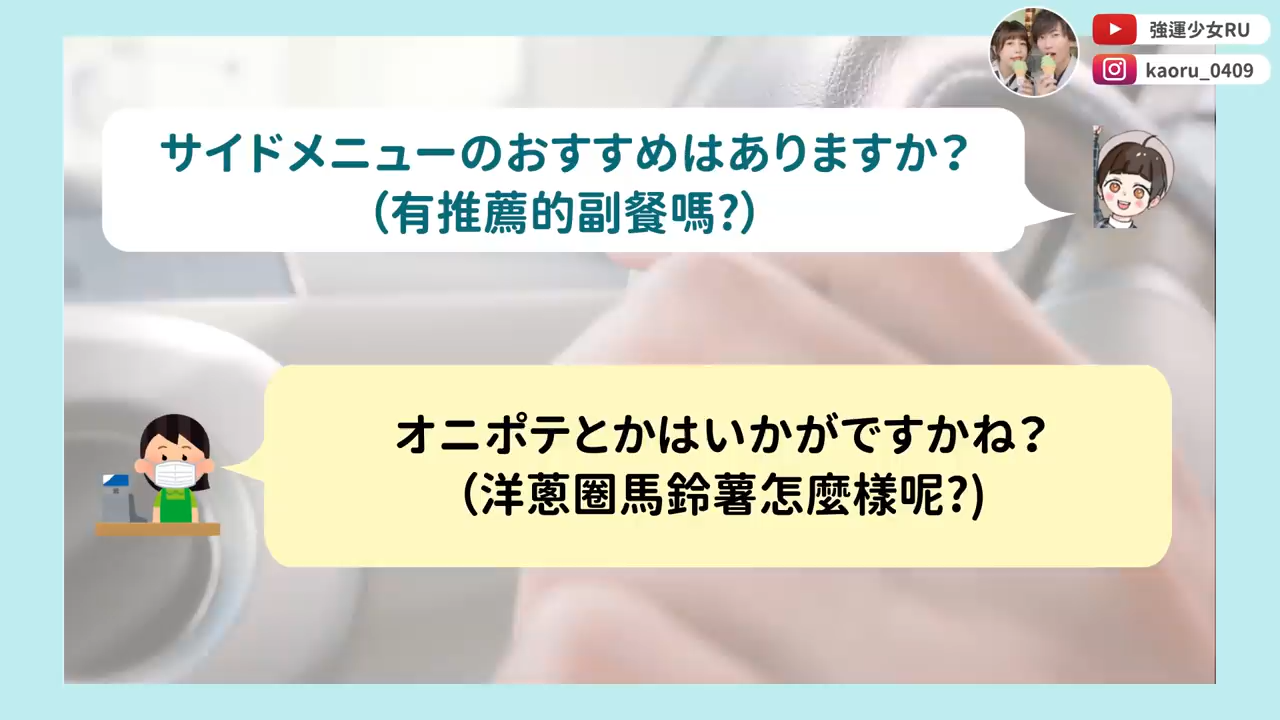 強運少女RU
kaoru_0409
サイドメニューのおすすめはありますか?
(有推薦的副餐嗎?)
オニポテとかはいかがですかね?
(洋蔥圈馬鈴薯怎麼樣呢?)